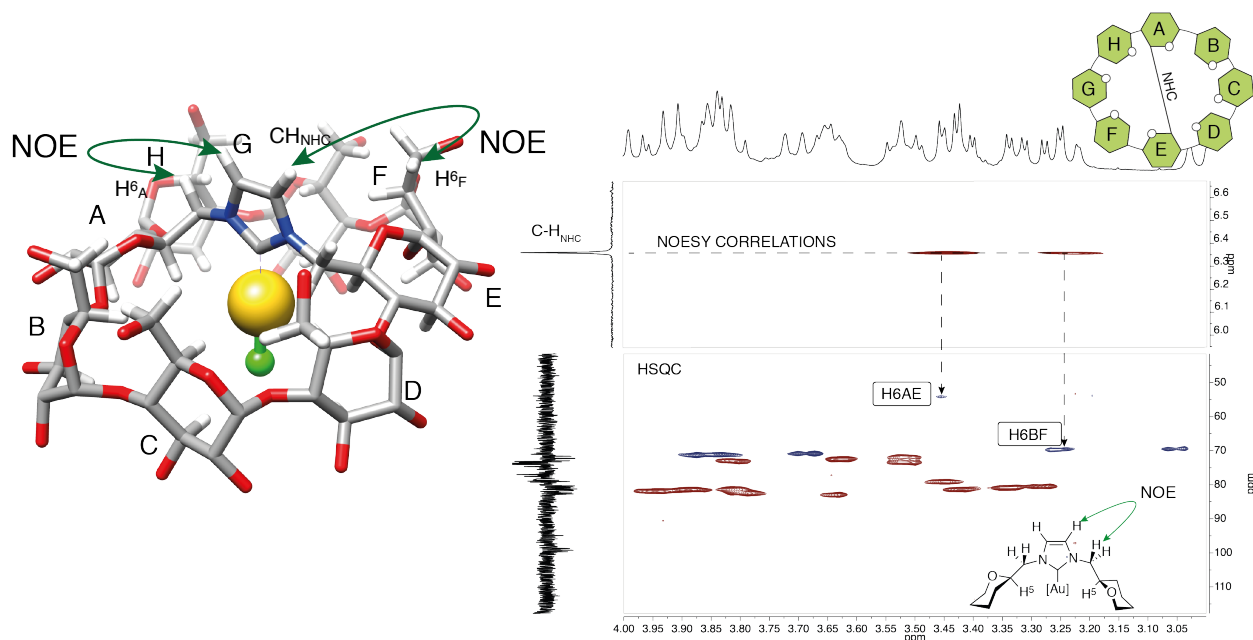 NOE
H
G
CH_NHC
NOE
H⁶_A
F
H⁶_F
A
E
B
D
C
A
H
B
NHC
G
C
F
D
E
C-H_NHC
NOESY CORRELATIONS
6.6
6.5
6.4
6.3
6.2
6.1
6.0
ppm
HSQC
H6AE
H6BF
50
60
70
80
90
100
110
ppm
NOE
H
H
H H
H
H
N
N
O
H⁵
[Au]
H⁵
O
4.00 3.95 3.90 3.85 3.80 3.75 3.70 3.65 3.60 3.55 3.50 3.45 3.40 3.35 3.30 3.25 3.20 3.15 3.10 3.05
ppm